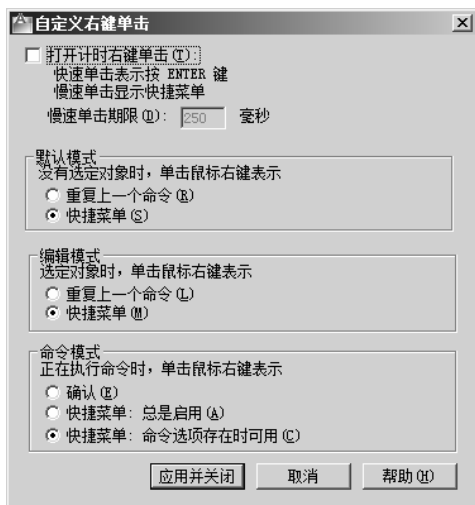 自定义右键单击
打开计时右键单击(T):
快速单击表示按 ENTER 键
慢速单击显示快捷菜单
慢速单击期限(D): 250 毫秒
默认模式
没有选定对象时，单击鼠标右键表示
重复上一个命令(R)
快捷菜单(S)
编辑模式
选定对象时，单击鼠标右键表示
重复上一个命令(L)
快捷菜单(M)
命令模式
正在执行命令时，单击鼠标右键表示
确认(E)
快捷菜单: 总是启用(A)
快捷菜单: 命令选项存在时可用(C)
应用并关闭 取消 帮助(H)